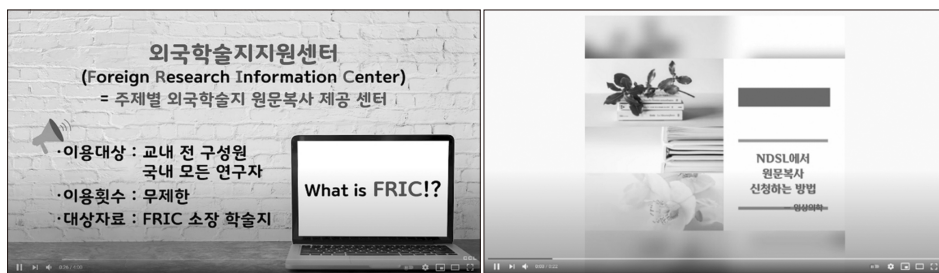 외국학술지지원센터
(Foreign Research Information Center)
= 주제별 외국학술지 원문복사 제공 센터
·이용대상 : 교내 전 구성원
국내 모든 연구자
·이용횟수 : 무제한
·대상자료 : FRIC 소장 학술지
What is FRIC!?
NDSL에서
원문복사
신청하는 방법